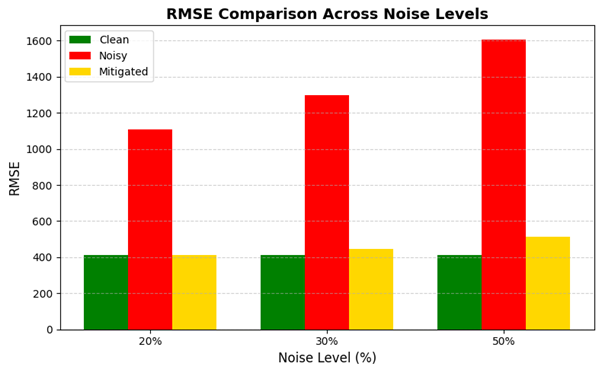 RMSE Comparison Across Noise Levels
Clean
Noisy
Mitigated
RMSE
1600
1400
1200
1000
800
600
400
200
0
20%
30%
50%
Noise Level (%)